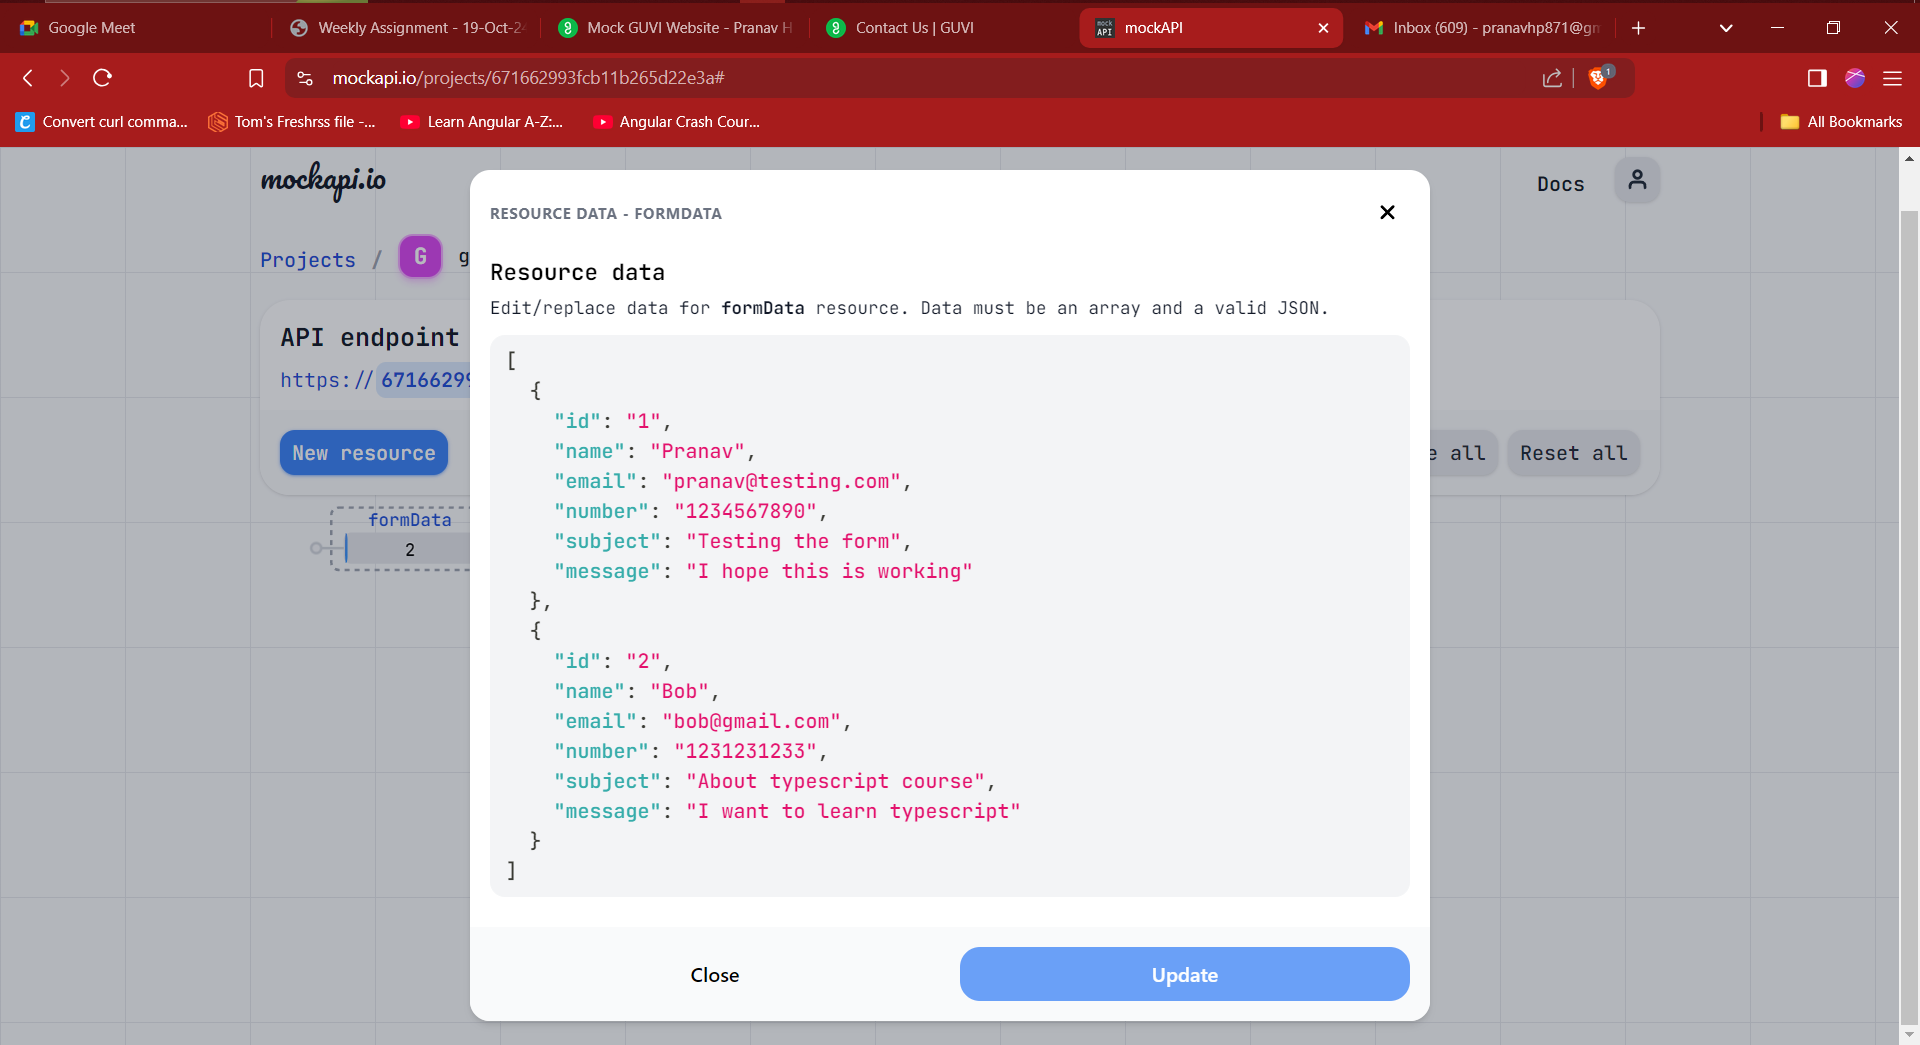 Google Meet
Weekly Assignment - 19-Oct-24
Mock GUVI Website - Pranav H
Contact Us | GUVI
mock API
mockAPI
Inbox (609) - pranavhp871@gm
mockapi.io/projects/671662993fcb11b265d22e3a#
1
Convert curl comma...
Tom's Freshrss file -...
Learn Angular A-Z:...
Angular Crash Cour...
All Bookmarks
mockapi.io
Docs
Projects / G g
API endpoint
https://67166299
New resource
e all
Reset all
formData
2
RESOURCE DATA - FORMDATA
Resource data
Edit/replace data for formData resource. Data must be an array and a valid JSON.
[
{
"id": "1",
"name": "Pranav",
"email": "pranav@testing.com",
"number": "1234567890",
"subject": "Testing the form",
"message": "I hope this is working"
},
{
"id": "2",
"name": "Bob",
"email": "bob@gmail.com",
"number": "1231231233",
"subject": "About typescript course",
"message": "I want to learn typescript"
}
]
Close
Update